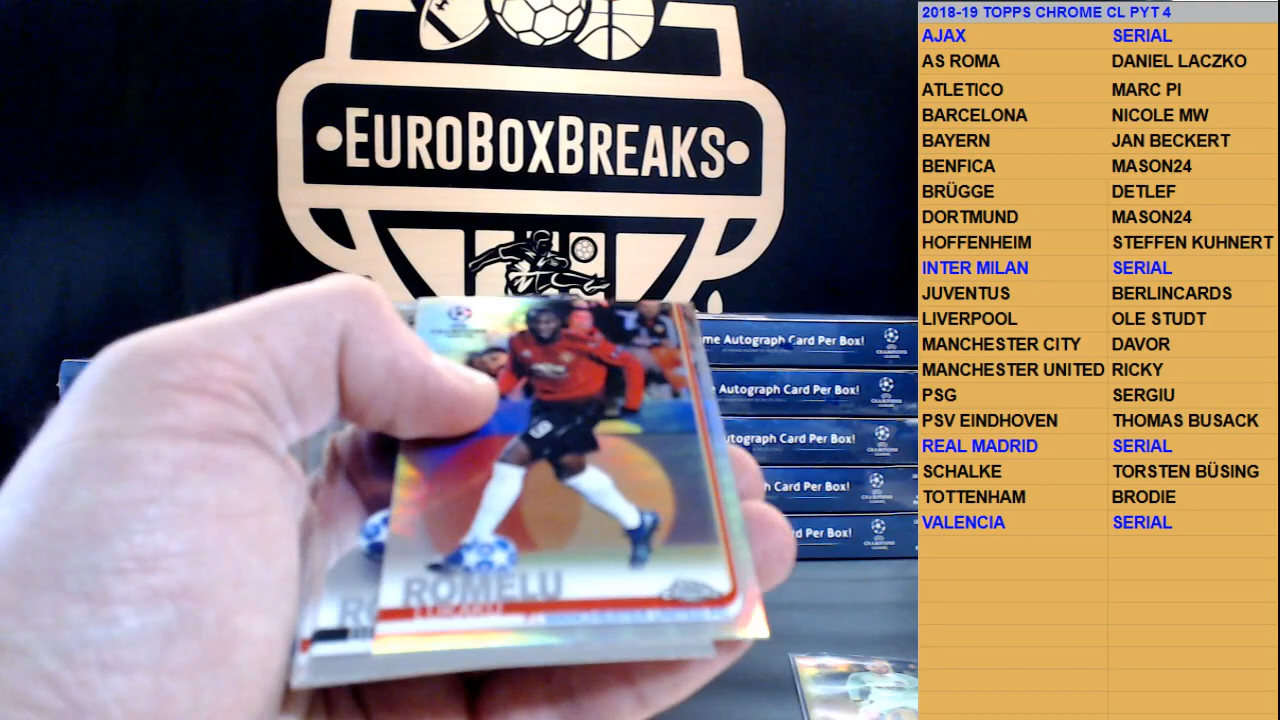 EUROBOXBREAKS
me Autograph Card Per Box!
Autograph Card Per Box!
utograph Card Per Box!
ph Card Per Box!
rd Per Box!
ROMELU
LUKAKU
2018-19 TOPPS CHROME CL PYT 4
AJAX SERIAL
AS ROMA DANIEL LACZKO
ATLETICO MARC PI
BARCELONA NICOLE MW
BAYERN JAN BECKERT
BENFICA MASON24
BRÜGGE DETLEF
DORTMUND MASON24
HOFFENHEIM STEFFEN KUHNERT
INTER MILAN SERIAL
JUVENTUS BERLINCARDS
LIVERPOOL OLE STUDT
MANCHESTER CITY DAVOR
MANCHESTER UNITED RICKY
PSG SERGIU
PSV EINDHOVEN THOMAS BUSACK
REAL MADRID SERIAL
SCHALKE TORSTEN BÜSING
TOTTENHAM BRODIE
VALENCIA SERIAL